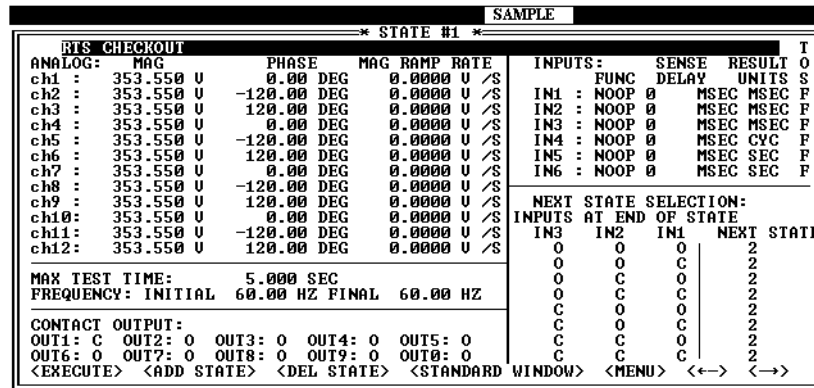 SAMPLE
* STATE #1 *
RTS CHECKOUT T
ANALOG: MAG PHASE MAG RAMP RATE INPUTS: SENSE RESULT O
ch1 : 353.550 V 0.00 DEG 0.0000 V /S FUNC DELAY UNITS S
ch2 : 353.550 V -120.00 DEG 0.0000 V /S IN1 : NOOP 0 MSEC MSEC F
ch3 : 353.550 V 120.00 DEG 0.0000 V /S IN2 : NOOP 0 MSEC MSEC F
ch4 : 353.550 V 0.00 DEG 0.0000 V /S IN3 : NOOP 0 MSEC MSEC F
ch5 : 353.550 V -120.00 DEG 0.0000 V /S IN4 : NOOP 0 MSEC CYC F
ch6 : 353.550 V 120.00 DEG 0.0000 V /S IN5 : NOOP 0 MSEC SEC F
ch7 : 353.550 V 0.00 DEG 0.0000 V /S IN6 : NOOP 0 MSEC SEC F
ch8 : 353.550 V -120.00 DEG 0.0000 V /S
ch9 : 353.550 V 120.00 DEG 0.0000 V /S NEXT STATE SELECTION:
ch10: 353.550 V 0.00 DEG 0.0000 V /S INPUTS AT END OF STATE
ch11: 353.550 V -120.00 DEG 0.0000 V /S IN3 IN2 IN1 NEXT STATE
ch12: 353.550 V 120.00 DEG 0.0000 V /S O O O 2
O O C 2
MAX TEST TIME: 5.000 SEC O C O 2
FREQUENCY: INITIAL 60.00 HZ FINAL 60.00 HZ O C C 2
C O O 2
CONTACT OUTPUT: C O C 2
OUT1: C OUT2: O OUT3: O OUT4: O OUT5: O C C O 2
OUT6: O OUT7: O OUT8: O OUT9: O OUT0: O C C C 2
<EXECUTE> <ADD STATE> <DEL STATE> <STANDARD WINDOW> <MENU> <←-> <-→>